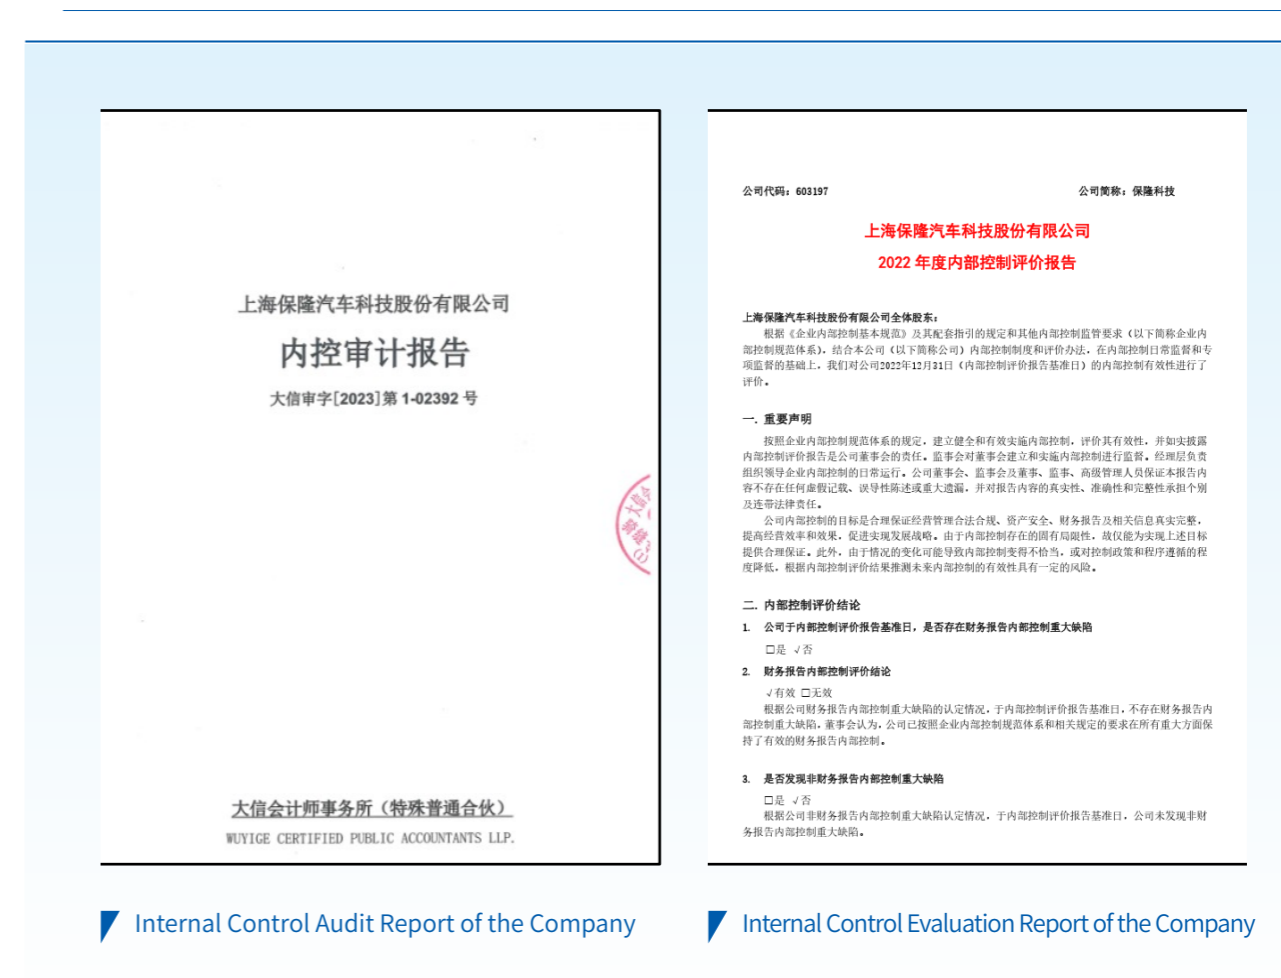 上海保隆汽车科技股份有限公司
内控审计报告
大信审字[2023]第 1-02392 号
大信会计师事务所（特殊普通合伙）
WUYIGE CERTIFIED PUBLIC ACCOUNTANTS LLP.
Internal Control Audit Report of the Company
公司代码：603197 公司简称：保隆科技
上海保隆汽车科技股份有限公司
2022 年度内部控制评价报告
上海保隆汽车科技股份有限公司全体股东：
根据《企业内部控制基本规范》及其配套指引的规定和其他内部控制监管要求（以下简称企业内
部控制规范体系），结合本公司（以下简称公司）内部控制制度和评价办法，在内部控制日常监督和专
项监督的基础上，我们对公司2022年12月31日（内部控制评价报告基准日）的内部控制有效性进行了
评价。
一. 重要声明
按照企业内部控制规范体系的规定，建立健全和有效实施内部控制，评价其有效性，并如实披露
内部控制评价报告是公司董事会的责任。监事会对董事会建立和实施内部控制进行监督。经理层负责
组织领导企业内部控制的日常运行。公司董事会、监事会及董事、监事、高级管理人员保证本报告内
容不存在任何虚假记载、误导性陈述或重大遗漏，并对报告内容的真实性、准确性和完整性承担个别
及连带法律责任。
公司内部控制的目标是合理保证经营管理合法合规、资产安全、财务报告及相关信息真实完整，
提高经营效率和效果，促进实现发展战略。由于内部控制存在的固有局限性，故仅能为实现上述目标
提供合理保证。此外，由于情况的变化可能导致内部控制变得不恰当，或对控制政策和程序遵循的程
度降低，根据内部控制评价结果推测未来内部控制的有效性具有一定的风险。
二. 内部控制评价结论
1. 公司于内部控制评价报告基准日，是否存在财务报告内部控制重大缺陷
□是 √否
2. 财务报告内部控制评价结论
√有效 □无效
根据公司财务报告内部控制重大缺陷的认定情况，于内部控制评价报告基准日，不存在财务报告内
部控制重大缺陷，董事会认为，公司已按照企业内部控制规范体系和相关规定的要求在所有重大方面保
持了有效的财务报告内部控制。
3. 是否发现非财务报告内部控制重大缺陷
□是 √否
根据公司非财务报告内部控制重大缺陷认定情况，于内部控制评价报告基准日，公司未发现非财
务报告内部控制重大缺陷。
Internal Control Evaluation Report of the Company